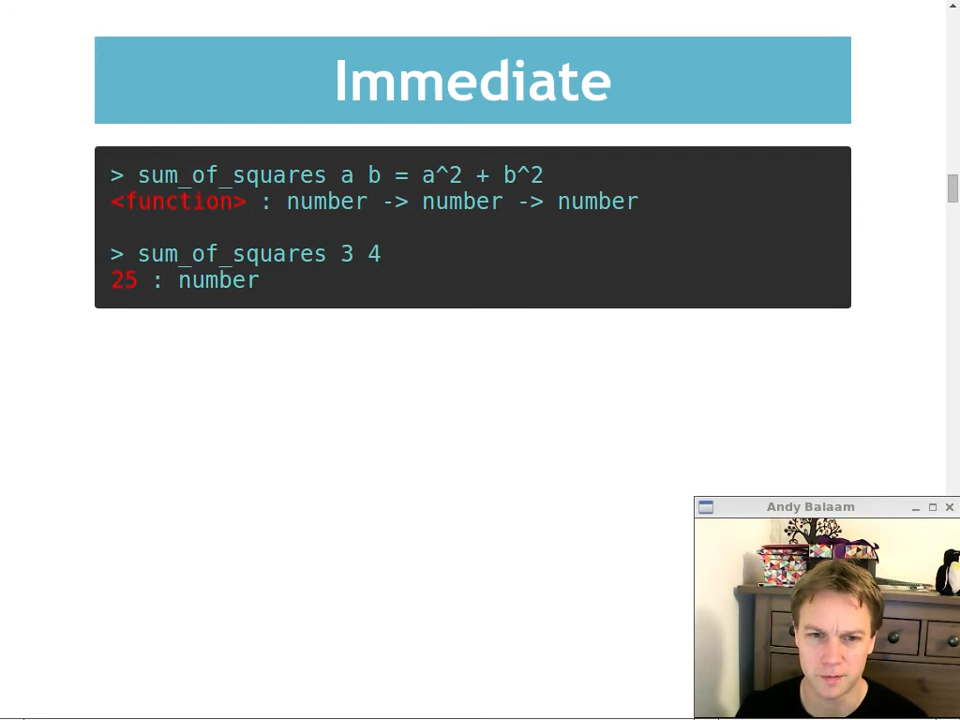 Immediate
> sum_of_squares a b = a^2 + b^2
<function> : number -> number -> number
> sum_of_squares 3 4
25 : number
Andy Balaam